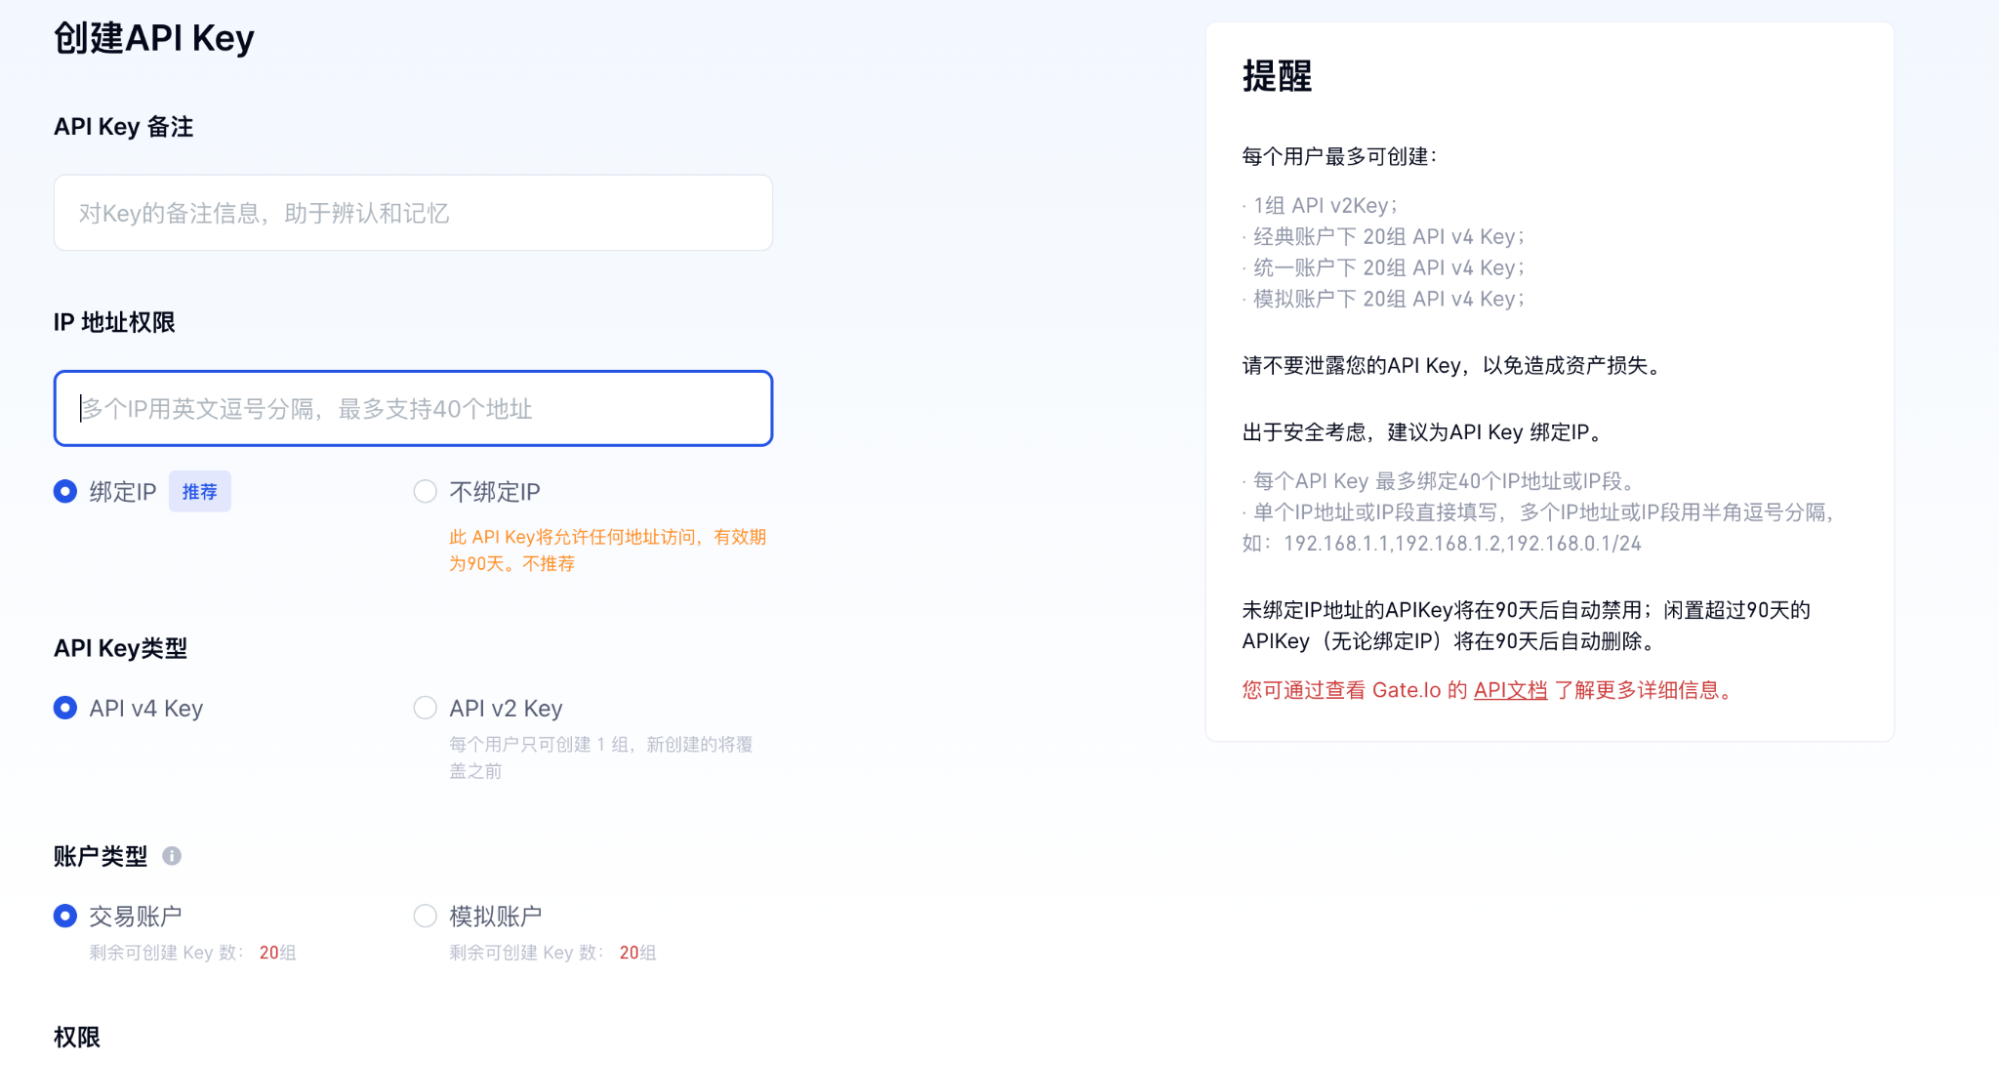 创建API Key
API Key 备注
对Key的备注信息，助于辨认和记忆
IP 地址权限
多个IP用英文逗号分隔，最多支持40个地址
绑定IP 推荐
不绑定IP
此 API Key将允许任何地址访问，有效期
为90天。不推荐
API Key类型
API v4 Key
API v2 Key
每个用户只可创建 1 组，新创建的将覆
盖之前
账户类型
交易账户
剩余可创建 Key 数： 20组
模拟账户
剩余可创建 Key 数： 20组
权限
提醒
每个用户最多可创建：
· 1组 API v2Key；
· 经典账户下 20组 API v4 Key；
· 统一账户下 20组 API v4 Key；
· 模拟账户下 20组 API v4 Key；
请不要泄露您的API Key，以免造成资产损失。
出于安全考虑，建议为API Key 绑定IP。
· 每个API Key 最多绑定40个IP地址或IP段。
· 单个IP地址或IP段直接填写，多个IP地址或IP段用半角逗号分隔，
如：192.168.1.1,192.168.1.2,192.168.0.1/24
未绑定IP地址的APIKey将在90天后自动禁用；闲置超过90天的
APIKey（无论绑定IP）将在90天后自动删除。
您可通过查看 Gate.Io 的 API文档 了解更多详细信息。